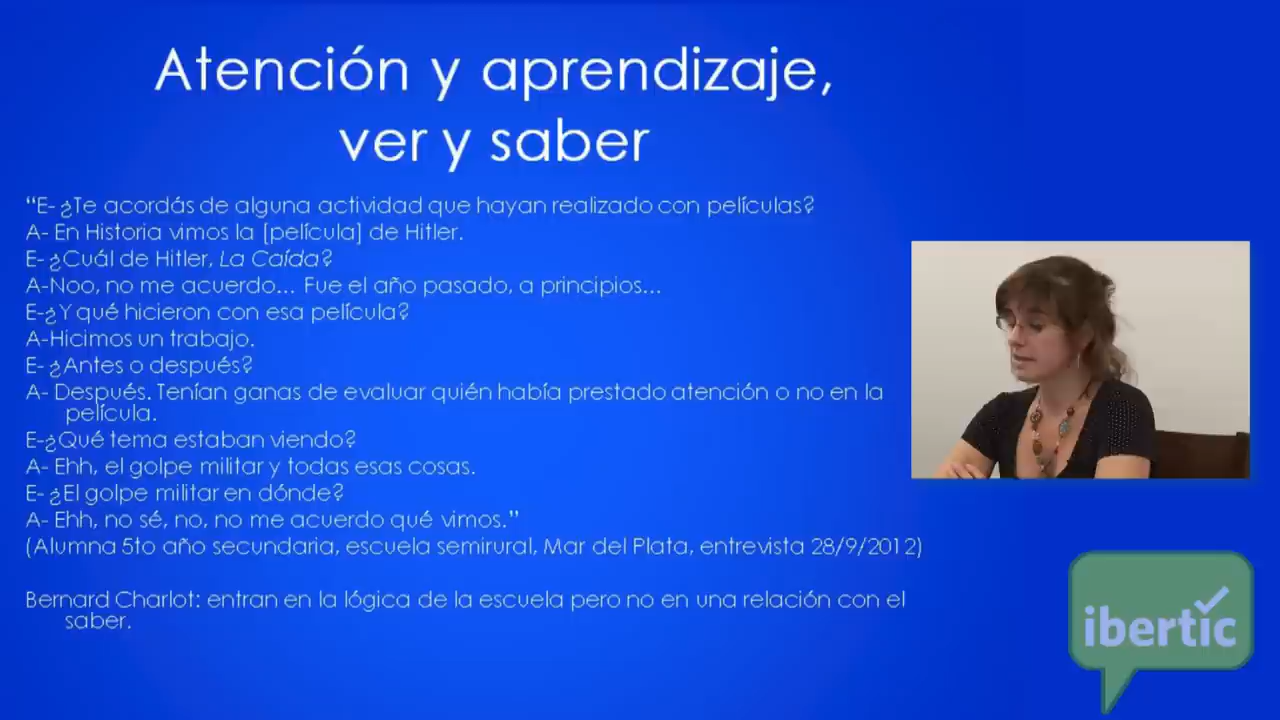 Atención y aprendizaje,
ver y saber
“E- ¿Te acordás de alguna actividad que hayan realizado con películas?
A- En Historia vimos la [película] de Hitler.
E- ¿Cuál de Hitler, La Caída?
A-Noo, no me acuerdo... Fue el año pasado, a principios...
E-¿Y qué hicieron con esa película?
A-Hicimos un trabajo.
E- ¿Antes o después?
A- Después. Tenían ganas de evaluar quién había prestado atención o no en la
película.
E-¿Qué tema estaban viendo?
A- Ehh, el golpe militar y todas esas cosas.
E- ¿El golpe militar en dónde?
A- Ehh, no sé, no, no me acuerdo qué vimos.”
(Alumna 5to año secundaria, escuela semirural, Mar del Plata, entrevista 28/9/2012)
Bernard Charlot: entran en la lógica de la escuela pero no en una relación con el
saber.
ibertic